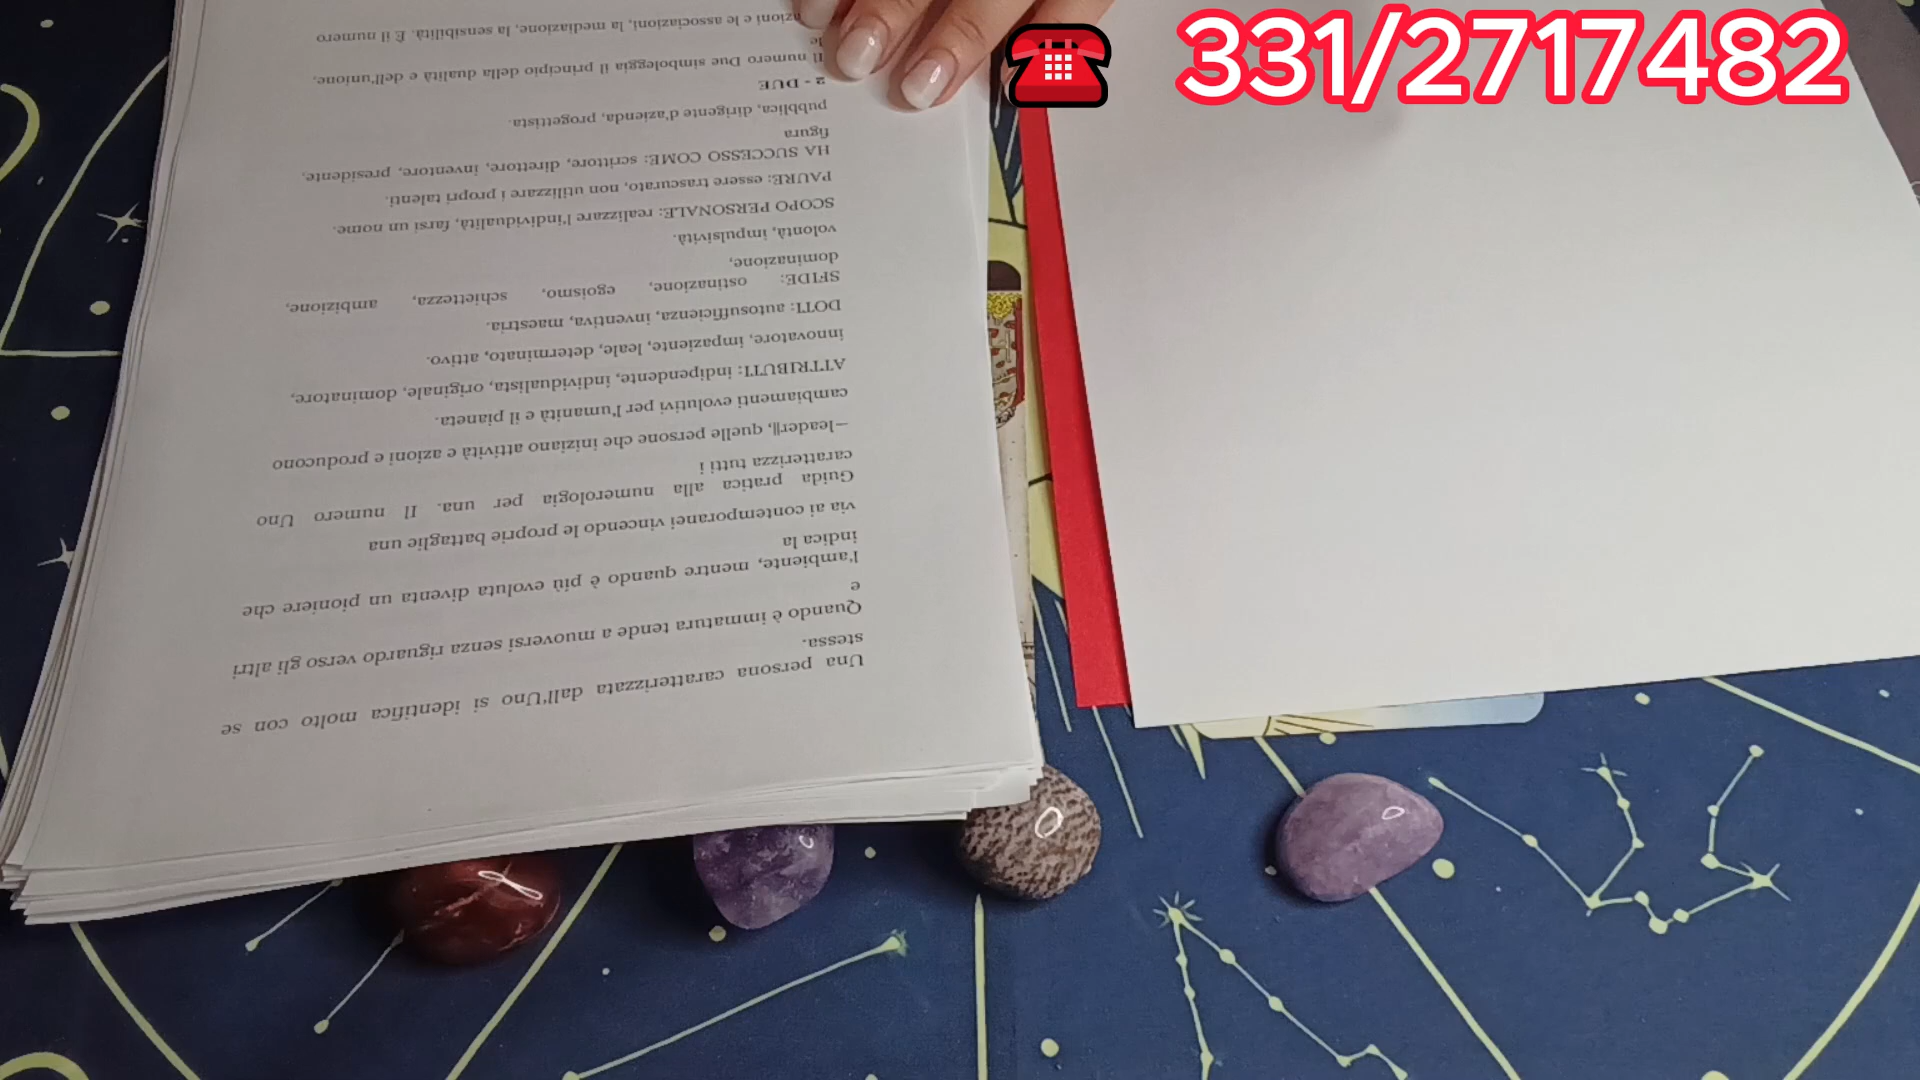 331/2717482
Una persona caratterizzata dall'Uno si identifica molto con se
stessa.
Quando è immatura tende a muoversi senza riguardo verso gli altri
e
l'ambiente, mentre quando è più evoluta diventa un pioniere che
indica la
via ai contemporanei vincendo le proprie battaglie una
Guida pratica alla numerologia per una. Il numero Uno
caratterizza tutti i
―leader‖, quelle persone che iniziano attività e azioni e producono
cambiamenti evolutivi per l'umanità e il pianeta.
ATTRIBUTI: indipendente, individualista, originale, dominatore,
innovatore, impaziente, leale, determinato, attivo.
DOTI: autosufficienza, inventiva, maestria.
SFIDE: ostinazione, egoismo, schiettezza, ambizione,
dominazione,
volontà, impulsività.
SCOPO PERSONALE: realizzare l'individualità, farsi un nome.
PAURE: essere trascurato, non utilizzare i propri talenti.
HA SUCCESSO COME: scrittore, direttore, inventore, presidente,
figura
pubblica, dirigente d'azienda, progettista.
2 - DUE
Il numero Due simboleggia il principio della dualità e dell'unione,
le
azioni e le associazioni, la mediazione, la sensibilità. È il numero